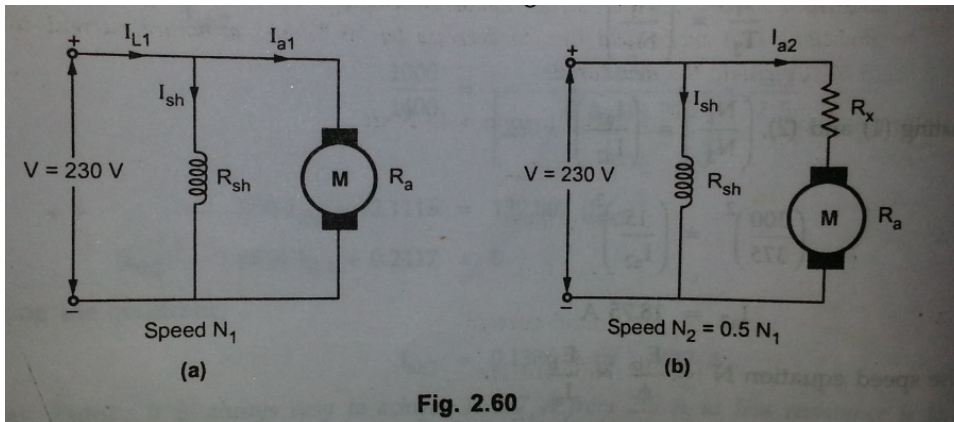 +
I_L1
I_a1
I_sh
V = 230 V
R_sh
M
R_a
–
Speed N_1
(a)
+
I_a2
I_sh
R_x
V = 230 V
R_sh
M
R_a
–
Speed N_2 = 0.5 N_1
(b)
Fig. 2.60